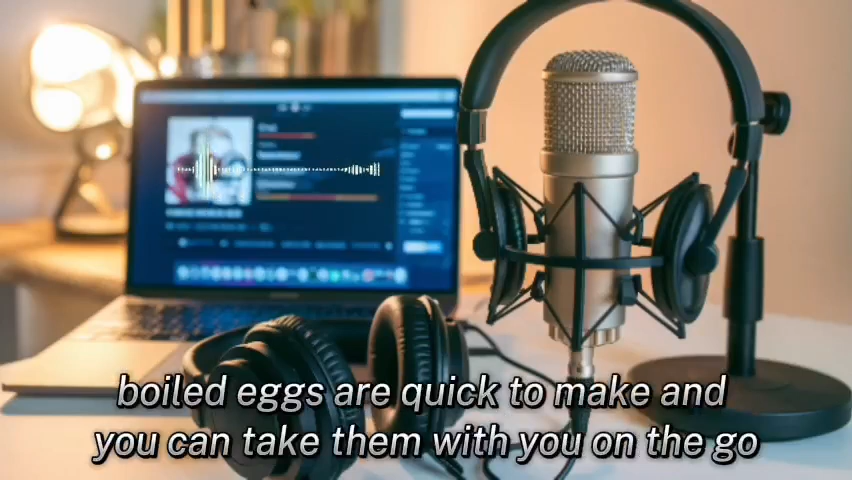 boiled eggs are quick to make and
you can take them with you on the go